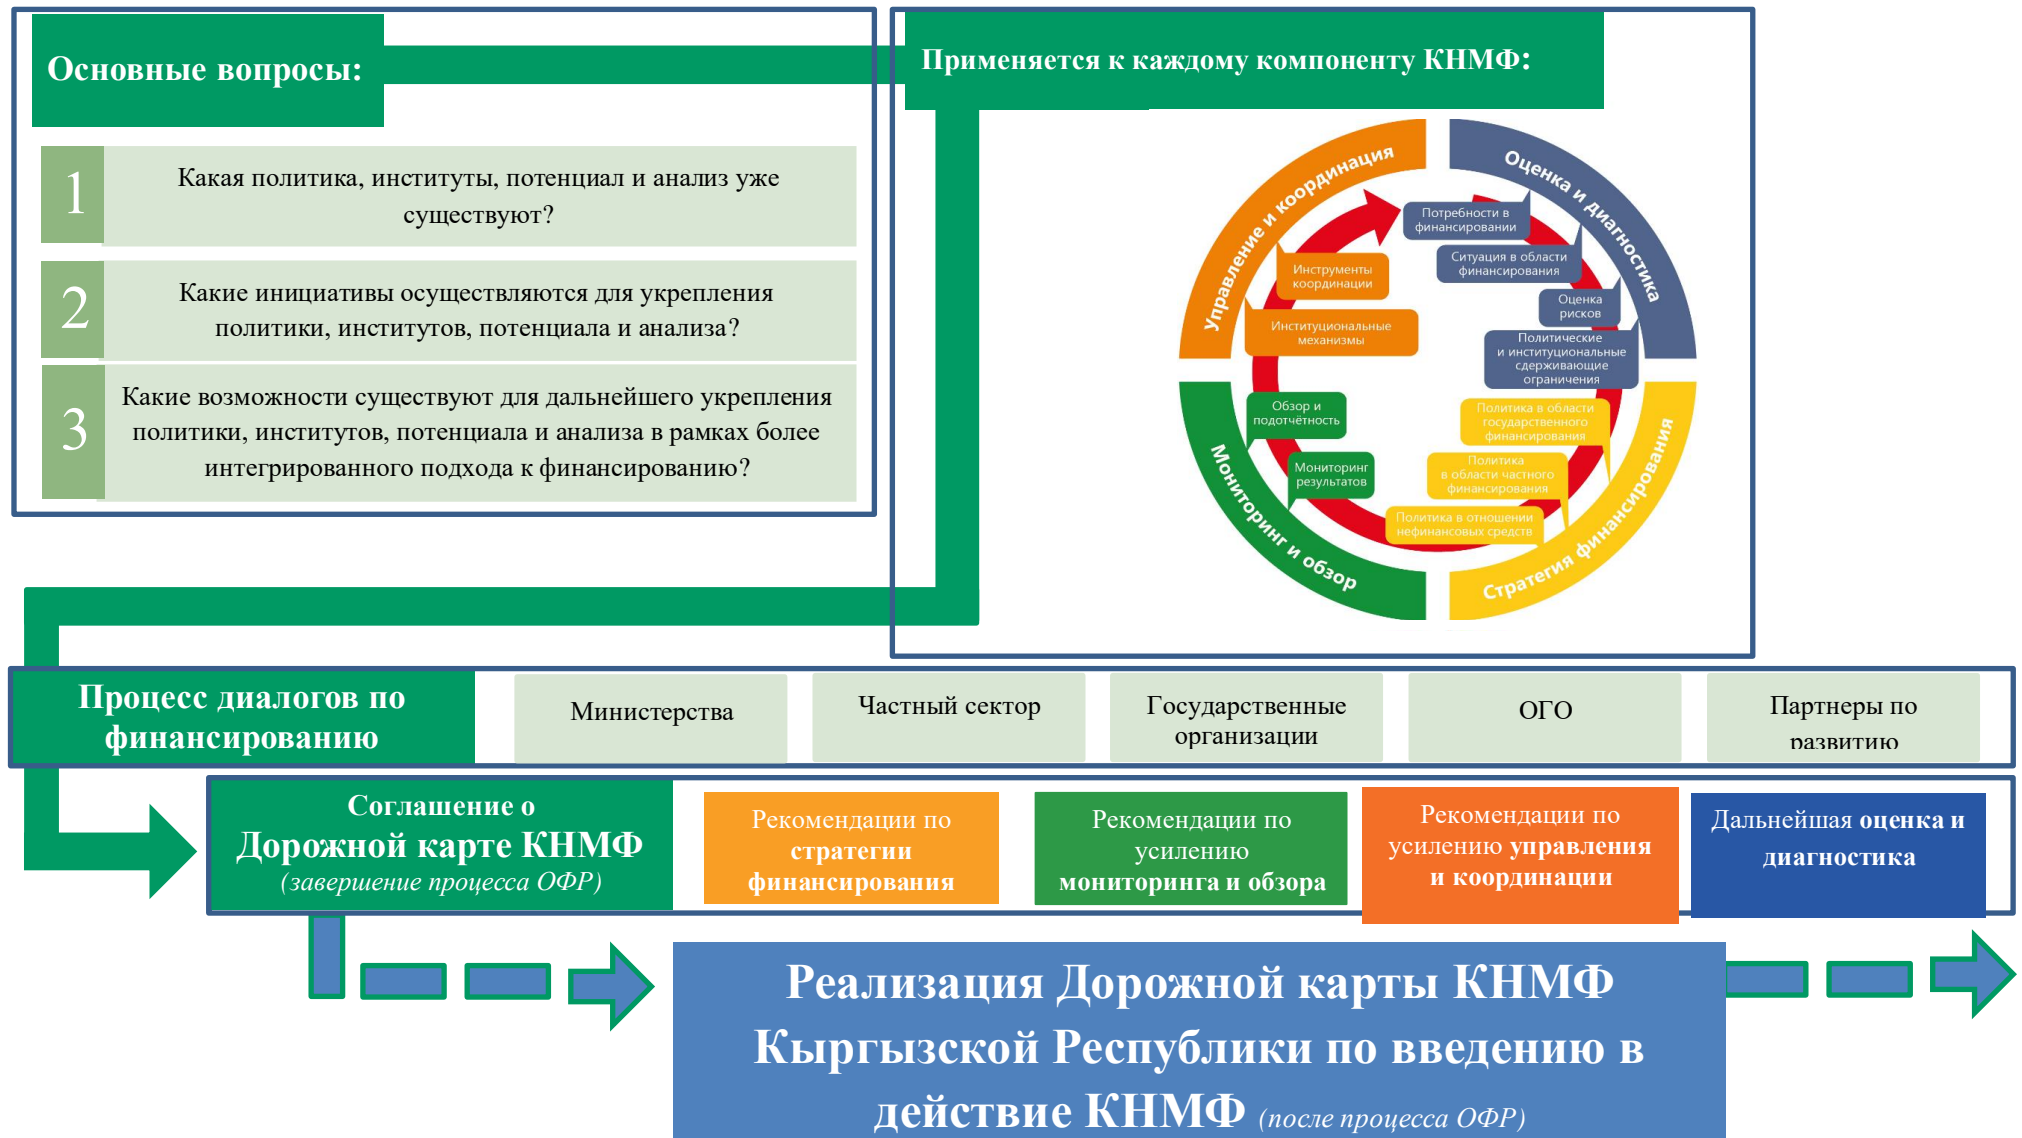 Основные вопросы:
1
Какая политика, институты, потенциал и анализ уже
существуют?
2
Какие инициативы осуществляются для укрепления
политики, институтов, потенциала и анализа?
3
Какие возможности существуют для дальнейшего укрепления
политики, институтов, потенциала и анализа в рамках более
интегрированного подхода к финансированию?
Применяется к каждому компоненту КНМФ:
Управление и координация
Инструменты
координации
Институциональные
механизмы
Оценка и диагностика
Потребности в
финансировании
Ситуация в области
финансирования
Оценка
рисков
Политические
и институциональные
сдерживающие
ограничения
Стратегия финансирования
Политика в области
государственного
финансирования
Политика
в области частного
финансирования
Политика в отношении
нефинансовых средств
Мониторинг и обзор
Обзор и
подотчётность
Мониторинг
результатов
Процесс диалогов по
финансированию
Министерства
Частный сектор
Государственные
организации
ОГО
Партнеры по
развитию
Соглашение о
Дорожной карте КНМФ
(завершение процесса ОФР)
Рекомендации по
стратегии
финансирования
Рекомендации по
усилению
мониторинга и обзора
Рекомендации по
усилению управления
и координации
Дальнейшая оценка и
диагностика
Реализация Дорожной карты КНМФ
Кыргызской Республики по введению в
действие КНМФ (после процесса ОФР)